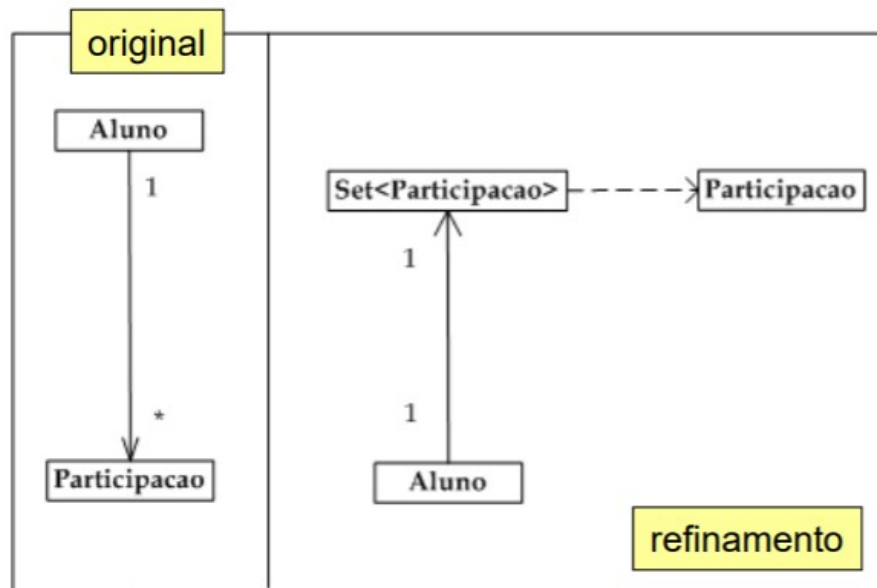 original
Aluno
1
*
Participacao
Set<Participacao>
Participacao
1
1
Aluno
refinamento